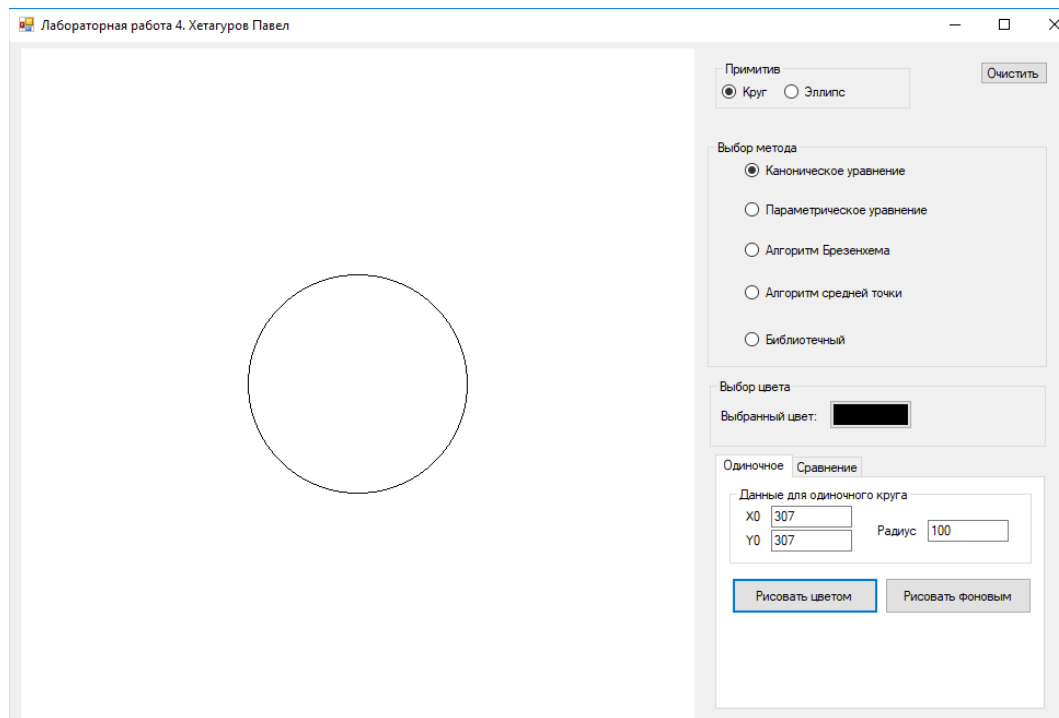 Лабораторная работа 4. Хетагуров Павел
Примитив
Круг Эллипс
Очистить
Выбор метода
Каноническое уравнение
Параметрическое уравнение
Алгоритм Брезенхема
Алгоритм средней точки
Библиотечный
Выбор цвета
Выбранный цвет:
Одиночное Сравнение
Данные для одиночного круга
X0 307
Y0 307
Радиус 100
Рисовать цветом Рисовать фоновым